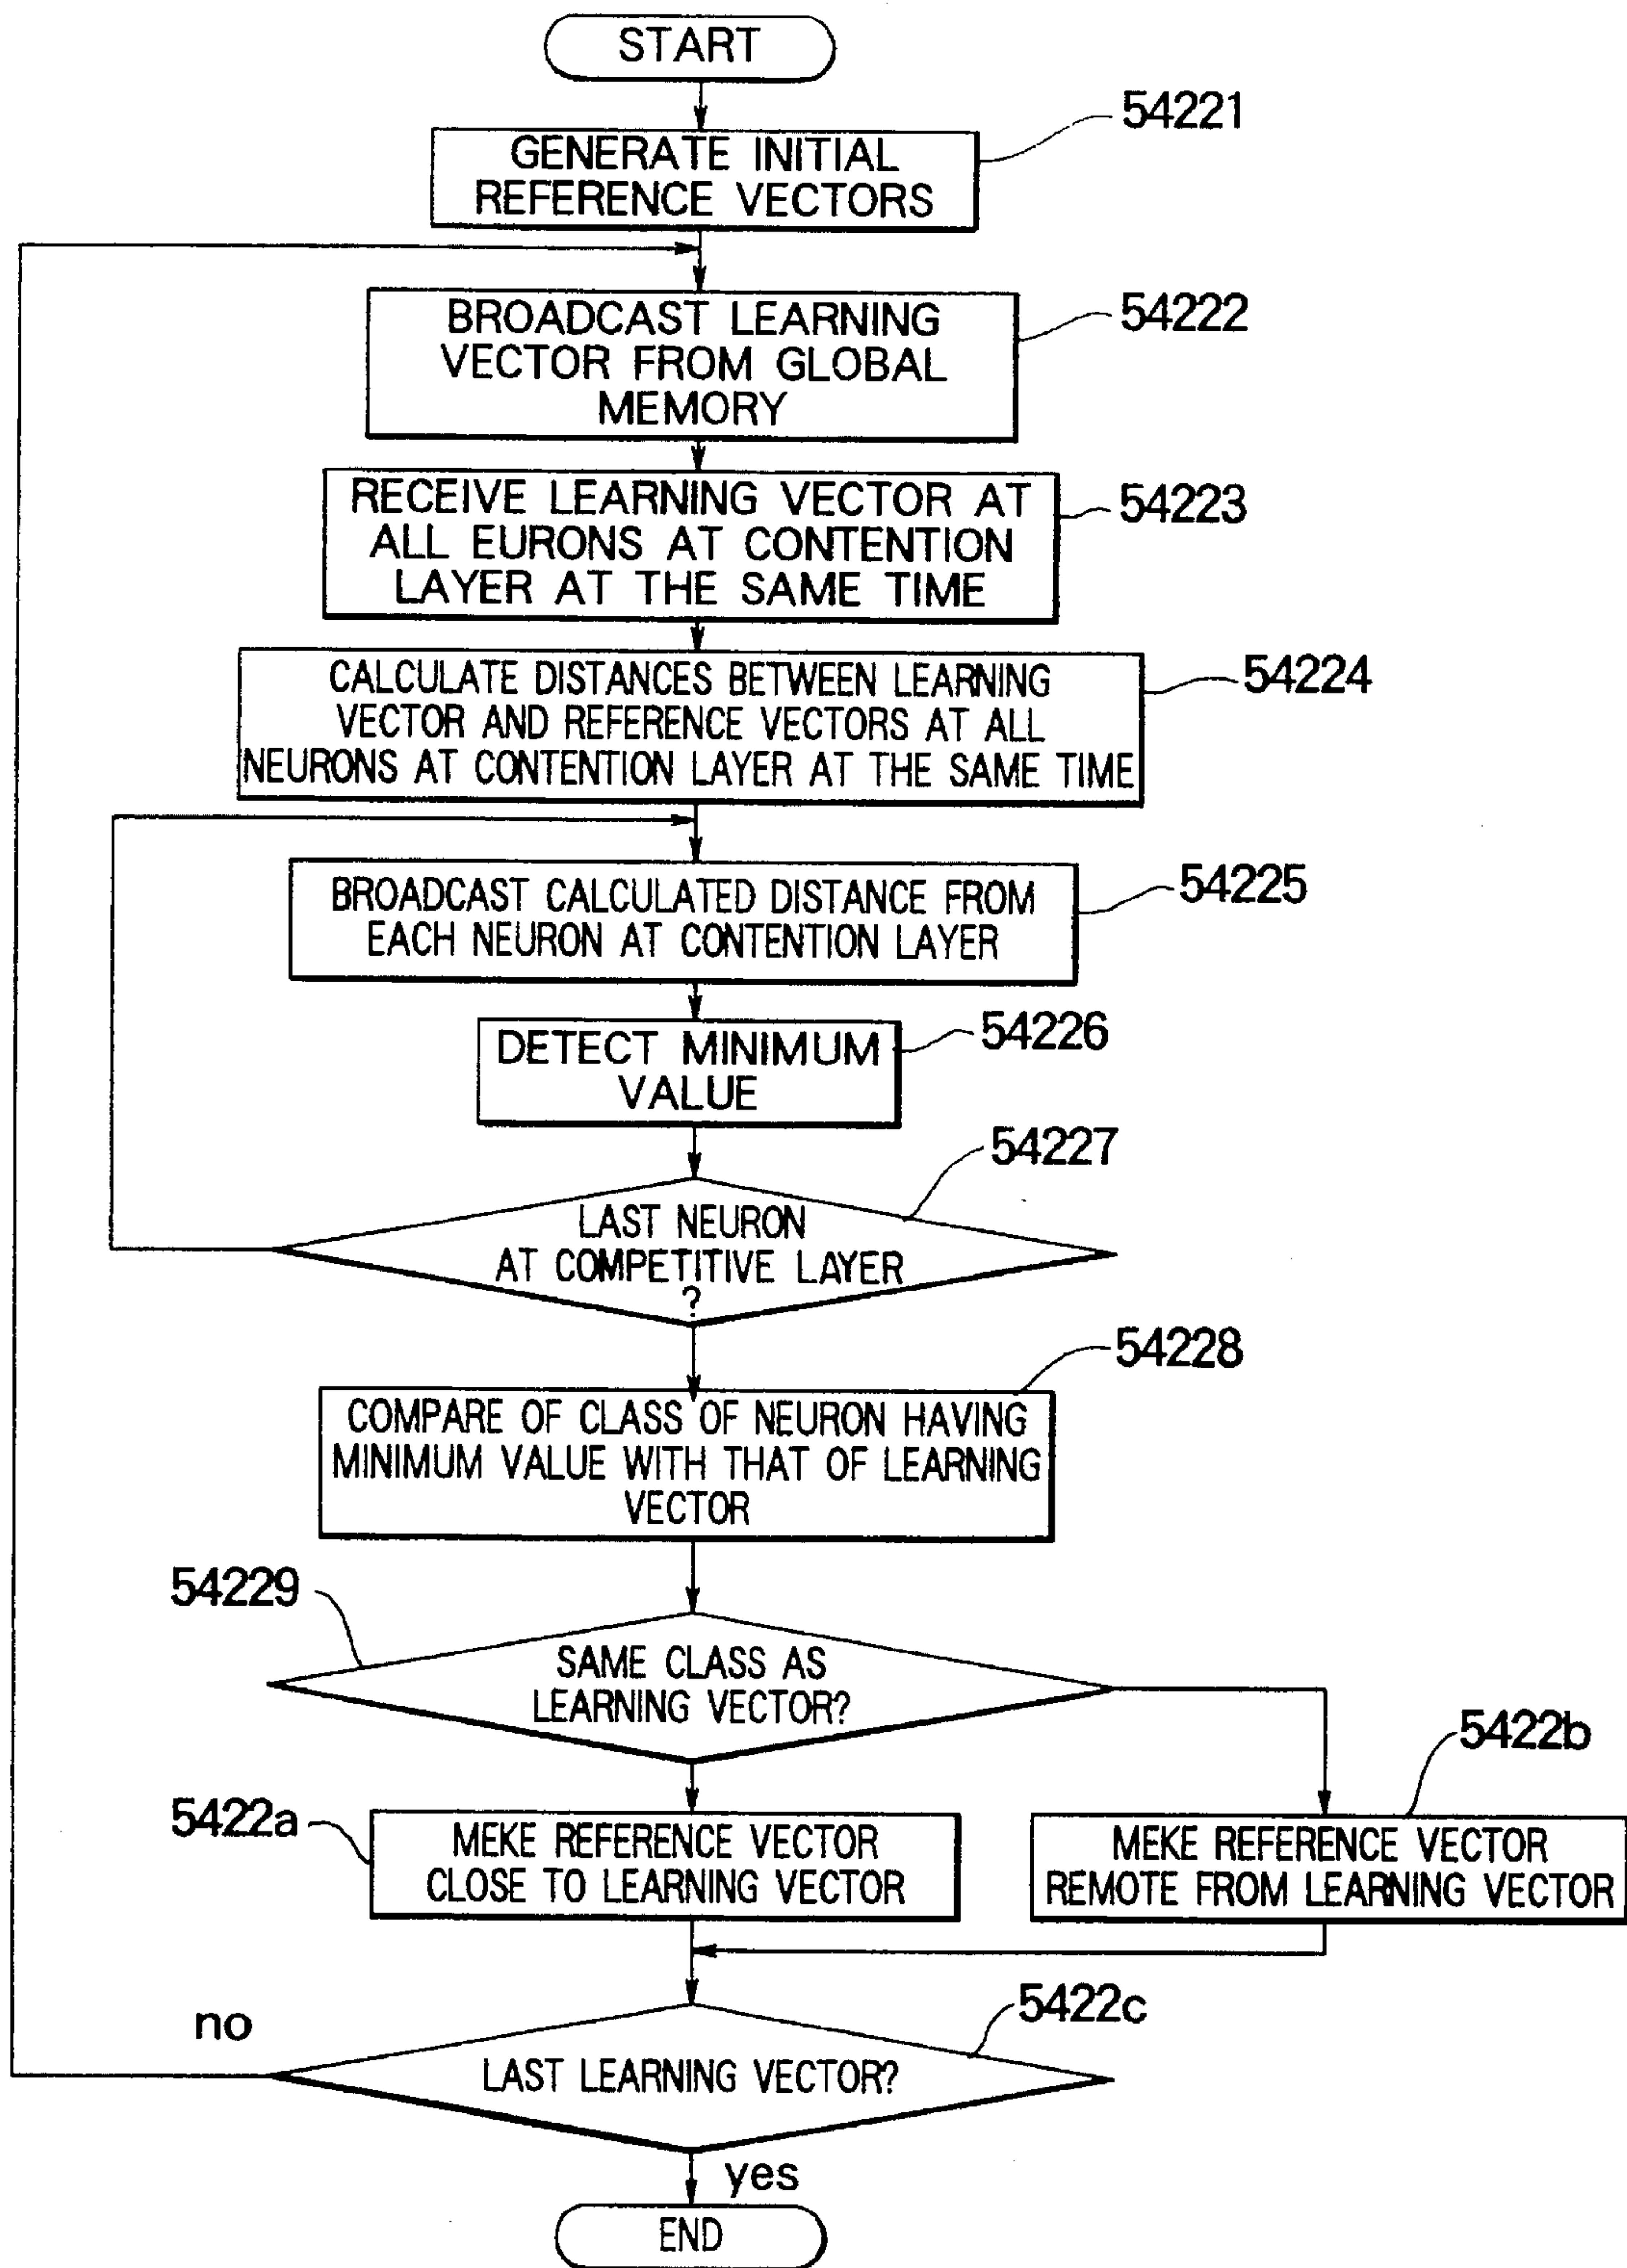 START
54221
GENERATE INITIAL
REFERENCE VECTORS
54222
BROADCAST LEARNING
VECTOR FROM GLOBAL
MEMORY
54223
RECEIVE LEARNING VECTOR AT
ALL EURONS AT CONTENTION
LAYER AT THE SAME TIME
54224
CALCULATE DISTANCES BETWEEN LEARNING
VECTOR AND REFERENCE VECTORS AT ALL
NEURONS AT CONTENTION LAYER AT THE SAME TIME
54225
BROADCAST CALCULATED DISTANCE FROM
EACH NEURON AT CONTENTION LAYER
54226
DETECT MINIMUM
VALUE
54227
LAST NEURON
AT COMPETITIVE LAYER
?
54228
COMPARE OF CLASS OF NEURON HAVING
MINIMUM VALUE WITH THAT OF LEARNING
VECTOR
54229
SAME CLASS AS
LEARNING VECTOR?
5422a
MEKE REFERENCE VECTOR
CLOSE TO LEARNING VECTOR
5422b
MEKE REFERENCE VECTOR
REMOTE FROM LEARNING VECTOR
5422c
no
LAST LEARNING VECTOR?
yes
END